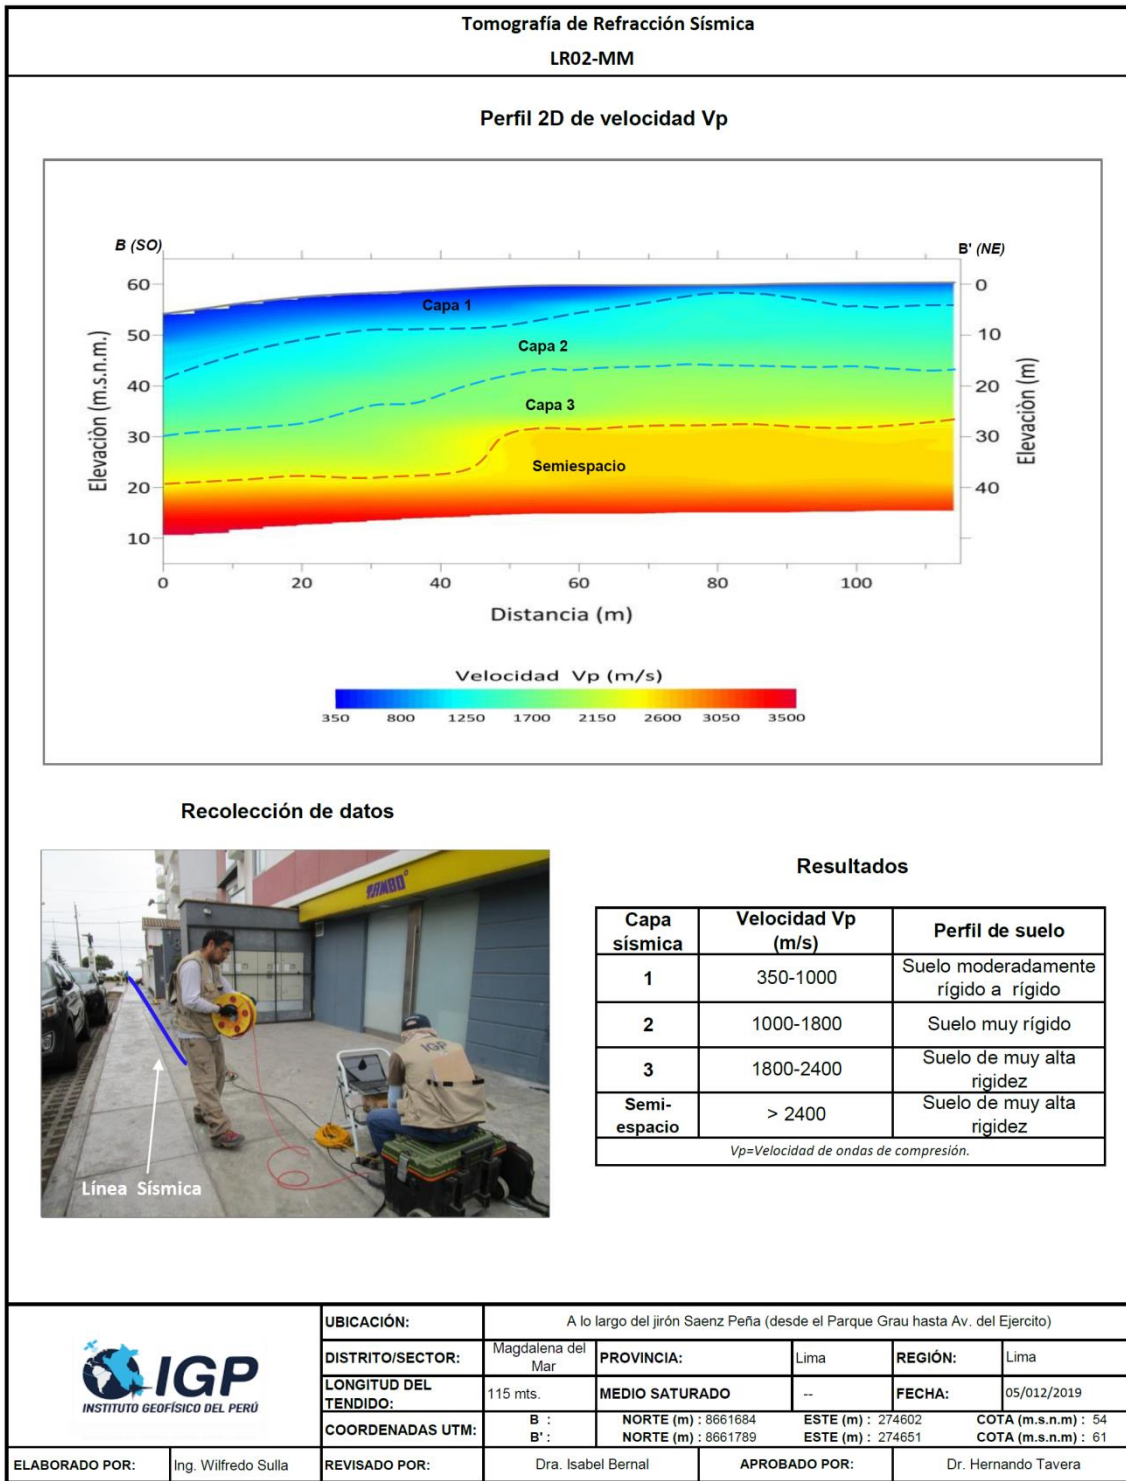 Tomografía de Refracción Sísmica
LR02-MM
Perfil 2D de velocidad Vp
B (SO)
B' (NE)
60
50
40
30
20
10
Elevaciòn (m.s.n.m.)
0
10
20
30
40
Elevaciòn (m)
Capa 1
Capa 2
Capa 3
Semiespacio
0 20 40 60 80 100
Distancia (m)
Velocidad Vp (m/s)
350 800 1250 1700 2150 2600 3050 3500
Recolección de datos
TAMBO
IGP
Línea Sísmica
Resultados
Capa sísmica Velocidad Vp (m/s) Perfil de suelo
1 350-1000 Suelo moderadamente rígido a rígido
2 1000-1800 Suelo muy rígido
3 1800-2400 Suelo de muy alta rigidez
Semi-espacio > 2400 Suelo de muy alta rigidez
Vp=Velocidad de ondas de compresión.
IGP
INSTITUTO GEOFÍSICO DEL PERÚ
UBICACIÓN: A lo largo del jirón Saenz Peña (desde el Parque Grau hasta Av. del Ejercito)
DISTRITO/SECTOR: Magdalena del Mar PROVINCIA: Lima REGIÓN: Lima
LONGITUD DEL TENDIDO: 115 mts. MEDIO SATURADO -- FECHA: 05/012/2019
COORDENADAS UTM: B : NORTE (m) : 8661684 ESTE (m) : 274602 COTA (m.s.n.m) : 54
B' : NORTE (m) : 8661789 ESTE (m) : 274651 COTA (m.s.n.m) : 61
ELABORADO POR: Ing. Wilfredo Sulla REVISADO POR: Dra. Isabel Bernal APROBADO POR: Dr. Hernando Tavera